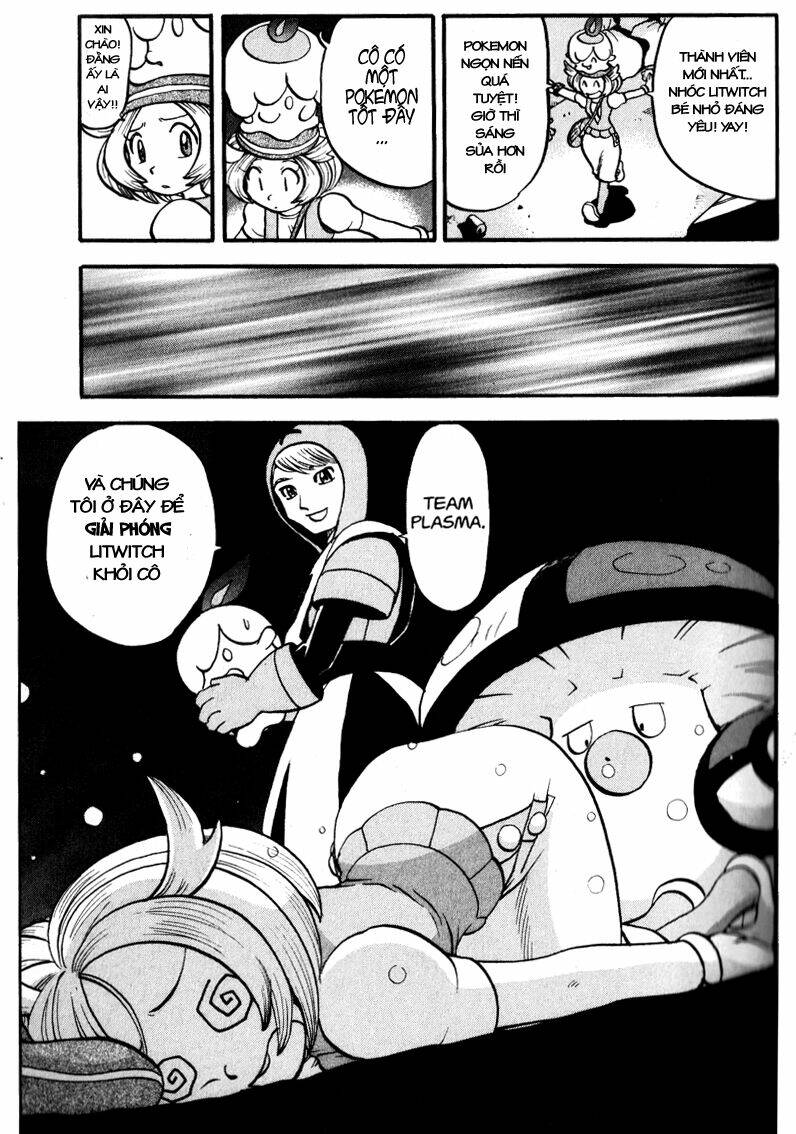 THÀNH VIÊN
MỚI NHẤT...
NHÓC LITWITCH
BÉ NHỎ ĐÁNG
YÊU! YAY!
POKEMON
NGỌN NẾN
QUÁ
TUYỆT!
GIỜ THÌ
SÁNG
SỦA HƠN
RỒI
CÔ CÓ
MỘT
POKEMON
TỐT ĐẤY
...
XIN
CHÀO!
ĐẰNG
ẤY LÀ
AI
VẬY!!
TEAM
PLASMA.
VÀ CHÚNG
TÔI Ở ĐÂY ĐỂ
GIẢI PHÓNG
LITWITCH
KHỎI CÔ